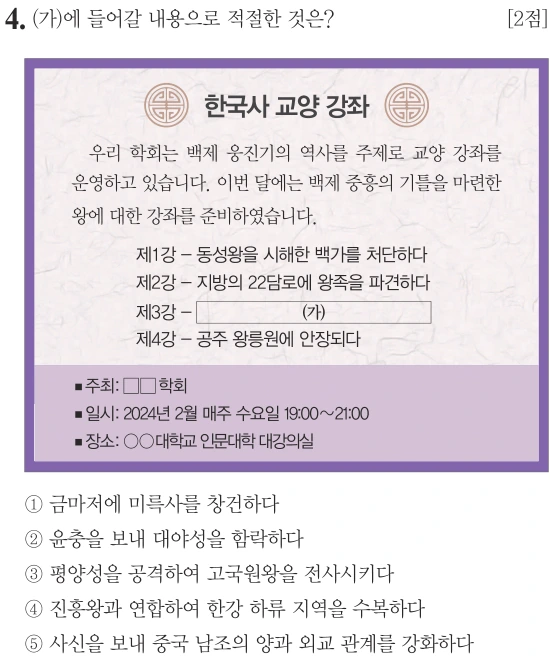 4. (가)에 들어갈 내용으로 적절한 것은? [2점]
한국사 교양 강좌
우리 학회는 백제 웅진기의 역사를 주제로 교양 강좌를
운영하고 있습니다. 이번 달에는 백제 중흥의 기틀을 마련한
왕에 대한 강좌를 준비하였습니다.
제1강 – 동성왕을 시해한 백가를 처단하다
제2강 – 지방의 22담로에 왕족을 파견하다
제3강 – (가)
제4강 – 공주 왕릉원에 안장되다
■ 주최: □□학회
■ 일시: 2024년 2월 매주 수요일 19:00~21:00
■ 장소: ○○대학교 인문대학 대강의실
① 금마저에 미륵사를 창건하다
② 윤충을 보내 대야성을 함락하다
③ 평양성을 공격하여 고국원왕을 전사시키다
④ 진흥왕과 연합하여 한강 하류 지역을 수복하다
⑤ 사신을 보내 중국 남조의 양과 외교 관계를 강화하다